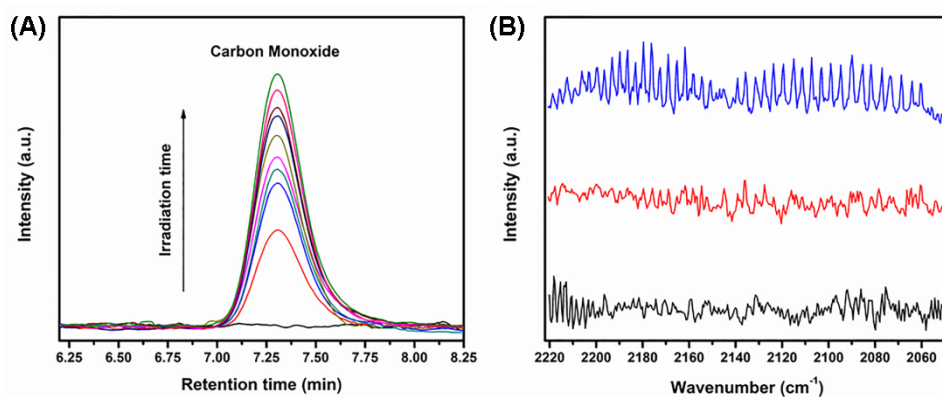 (A)
Carbon Monoxide
Irradiation time
Intensity (a.u.)
6.25 6.50 6.75 7.00 7.25 7.50 7.75 8.00 8.25
Retention time (min)
(B)
Intensity (a.u.)
2220 2200 2180 2160 2140 2120 2100 2080 2060
Wavenumber (cm-1)